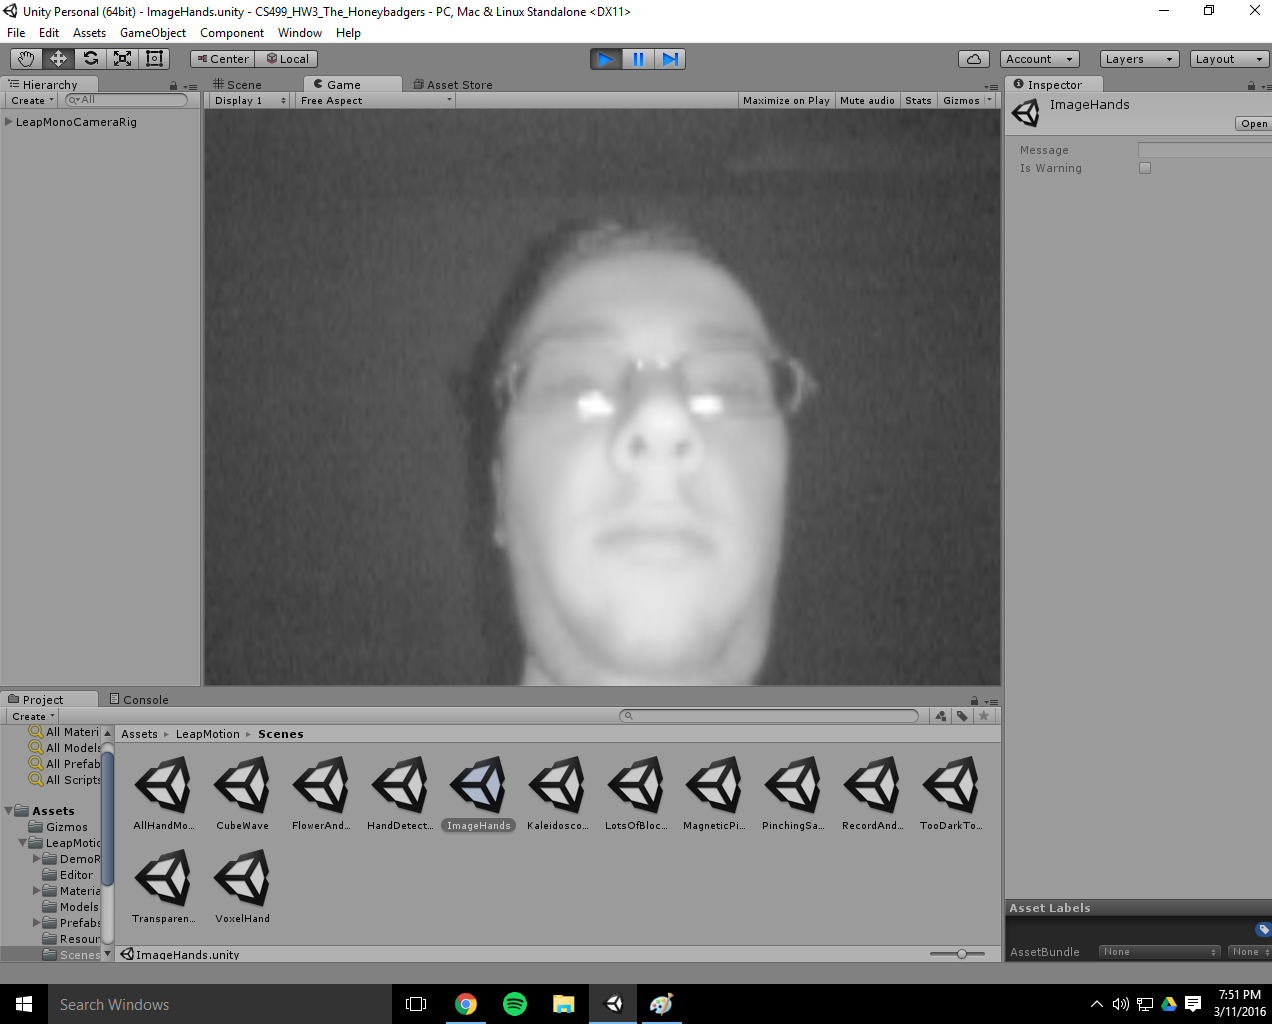 Unity Personal (64bit) - ImageHands.unity - CS499_HW3_The_Honeybadgers - PC, Mac & Linux Standalone <DX11>
File Edit Assets GameObject Component Window Help
Center Local Account Layers Layout
Hierarchy Scene Game Asset Store Inspector
Create All Display 1 Free Aspect Maximize on Play Mute audio Stats Gizmos
ImageHands
Open
LeapMonoCameraRig
Message
Is Warning
Project Console
Create
All Materi
All Models
All Prefab
All Scripts
Assets
Gizmos
LeapMotio
DemoR
Editor
Materia
Models
Prefabs
Resour
Scenes
Assets LeapMotion Scenes
AllHandMo... CubeWave FlowerAnd... HandDetect... ImageHands Kaleidosco... LotsOfBloc... MagneticPi... PinchingSa... RecordAnd... TooDarkTo...
Transparen... VoxelHand
ImageHands.unity
Asset Labels
AssetBundle None None
Search Windows
7:51 PM
3/11/2016